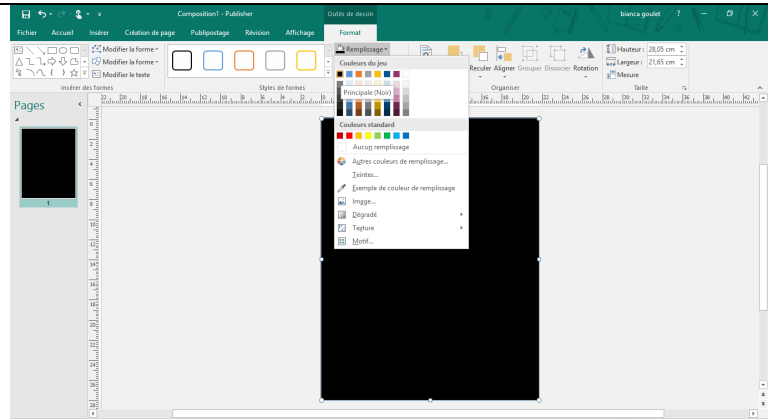 Composition1 - Publisher
Outils de dessin
bianca goulet
?
Fichier Accueil Insérer Création de page Publipostage Révision Affichage Format
Modifier la forme
Modifier la forme
Modifier le texte
Remplissage
Reculer Aligner Grouper Dissocier Rotation
Hauteur : 28,05 cm
Largeur : 21,65 cm
Mesure
Insérer des formes
Styles de formes
Organiser
Taille
Pages
1
Couleurs du jeu
Principale (Noir)
Couleurs standard
Aucun remplissage
Autres couleurs de remplissage...
Teintes...
Exemple de couleur de remplissage
Image...
Dégradé
Texture
Motif...